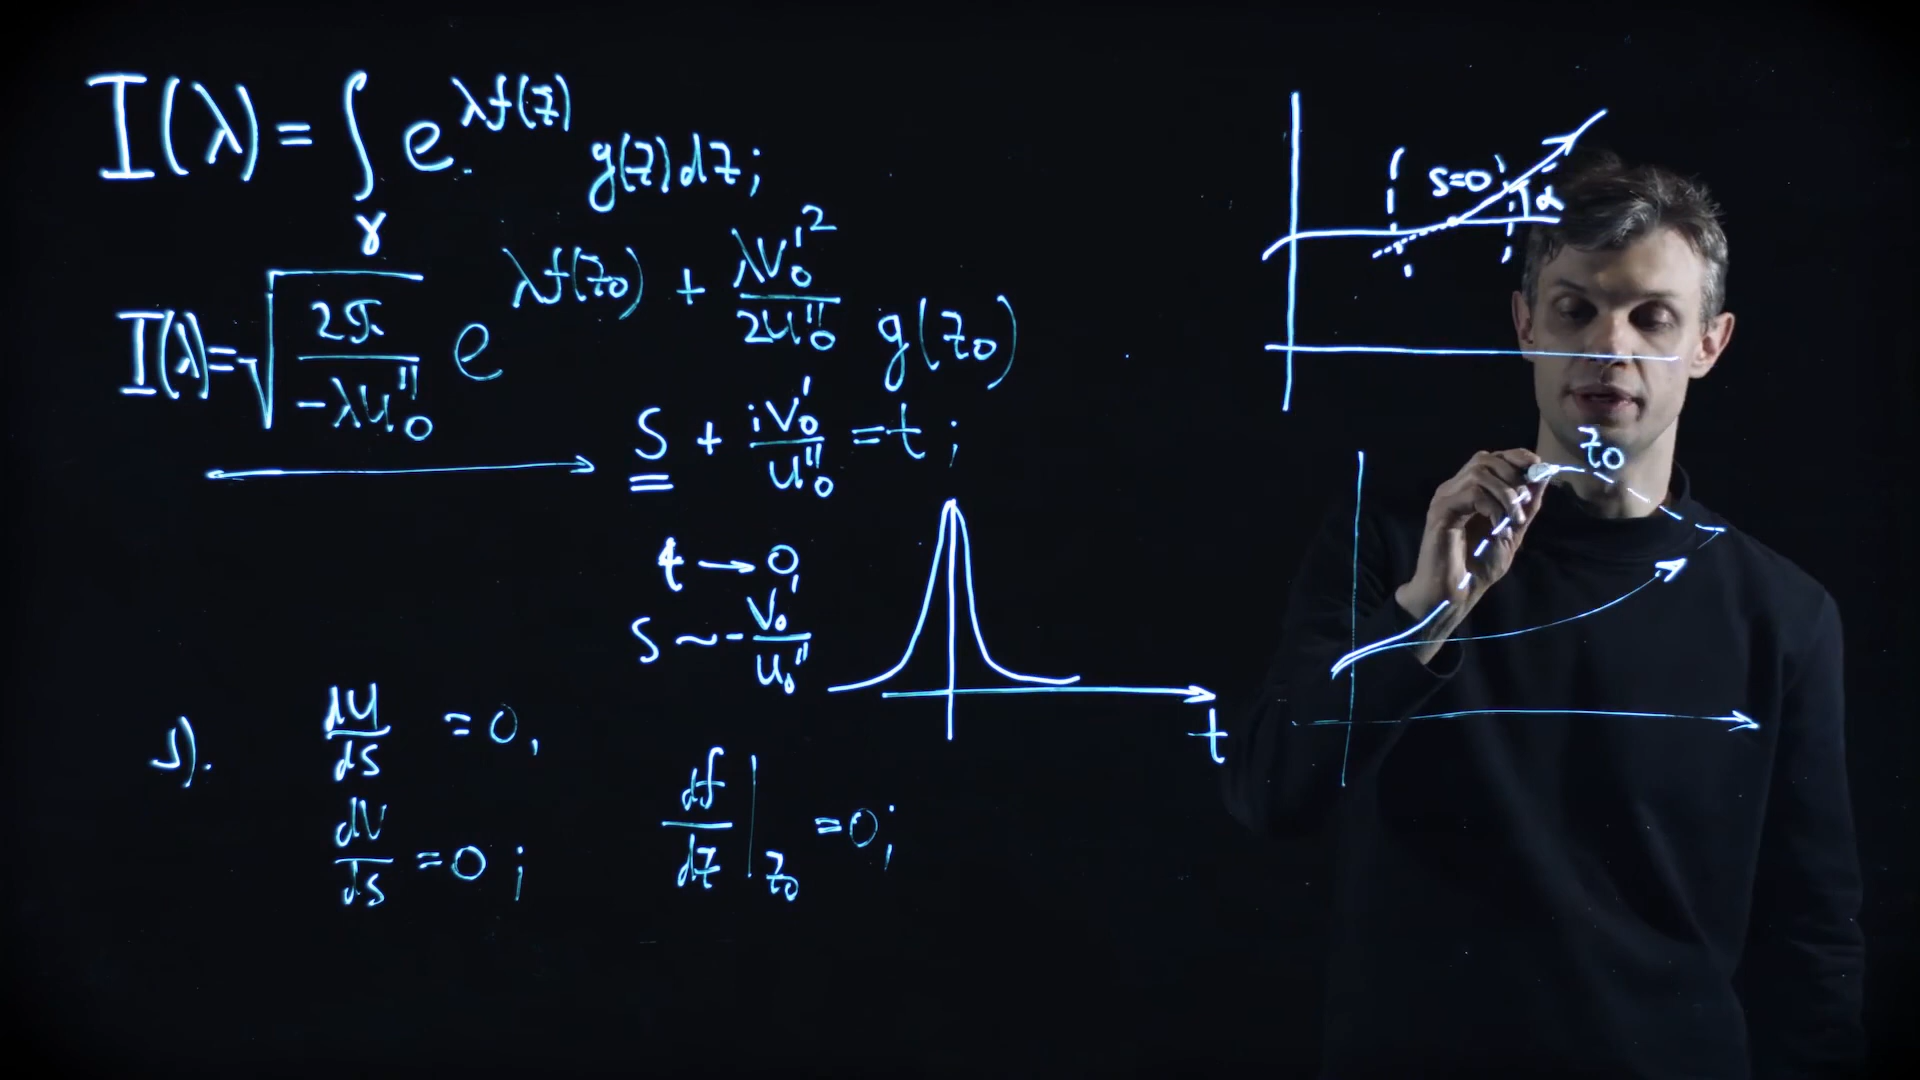 I(λ) = ∫_γ e^{λf(z)} g(z)dz;
I(λ) = √(2π / -λu₀'') e^{λf(z₀) + λv₀'²/2u₀''} g(z₀)
S + iv₀'/u₀'' = t;
t → 0,
S ~ - v₀'/u₀''
t
1). du/ds = 0,
dv/ds = 0;
df/dz |_{z₀} = 0;
s=0
α
z₀